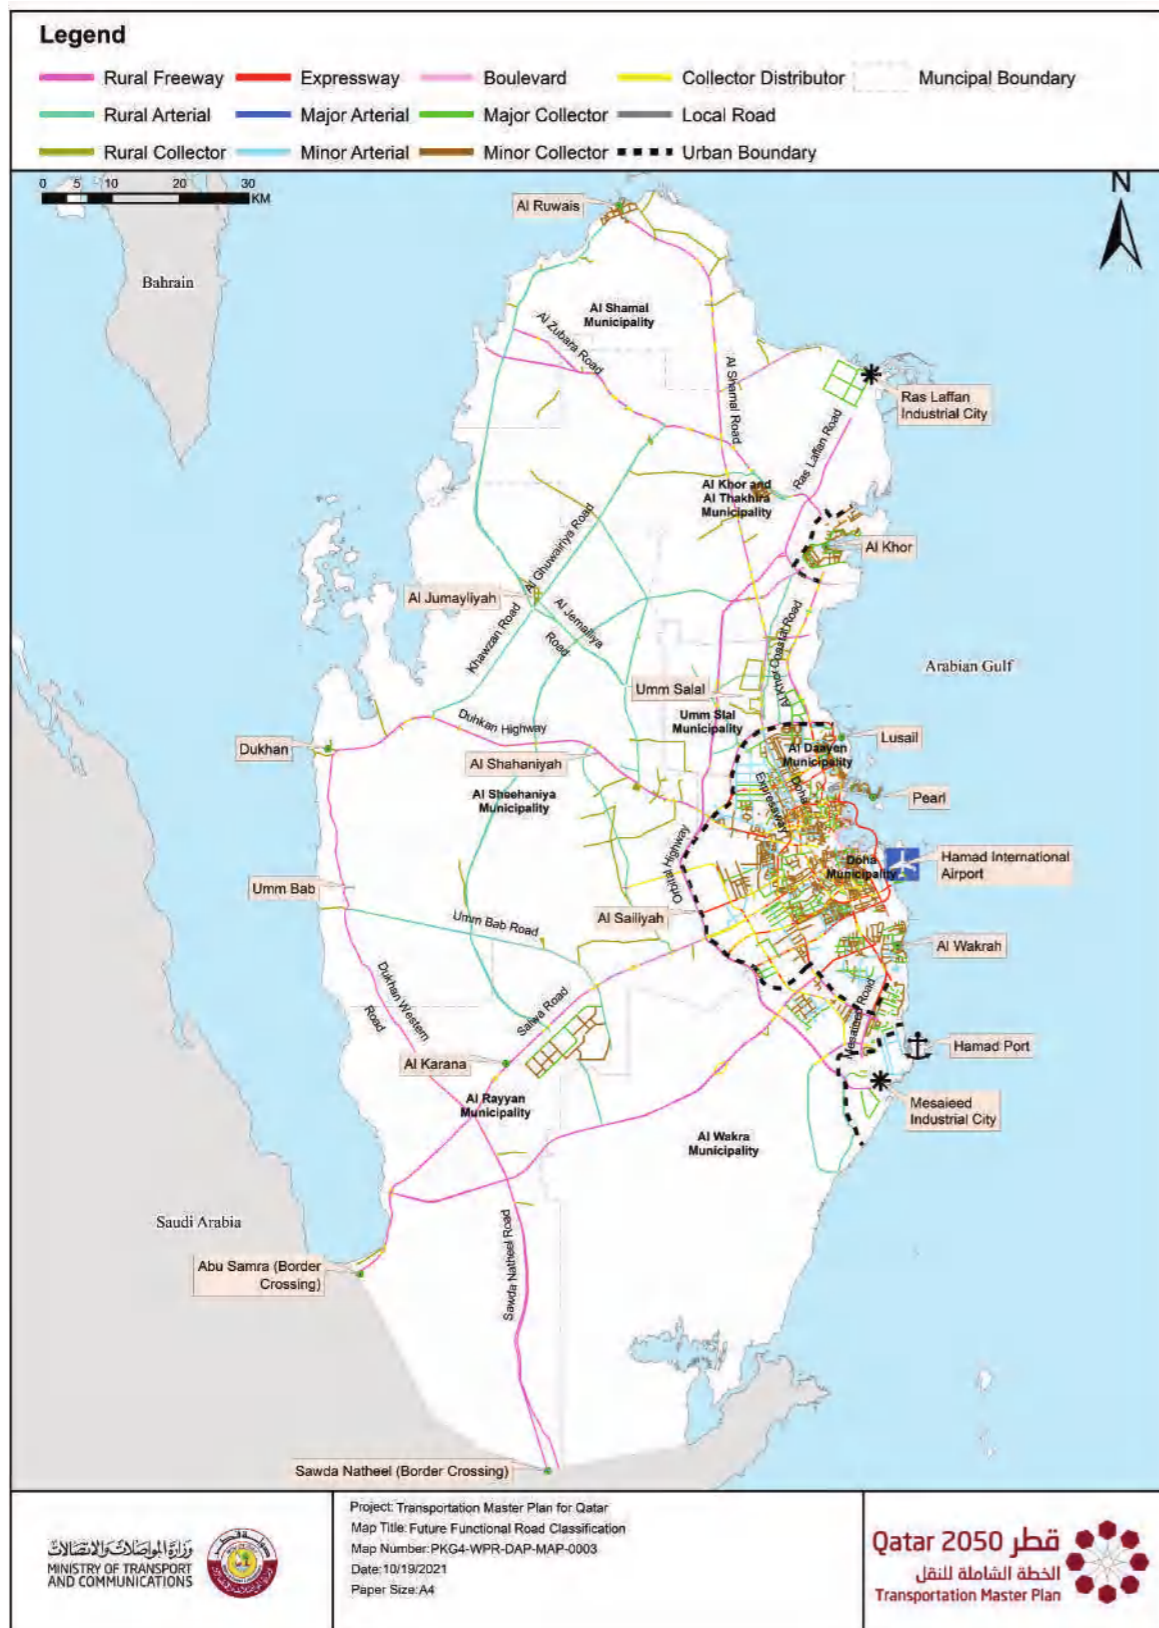 Legend
Rural Freeway
Expressway
Boulevard
Collector Distributor
Muncipal Boundary
Rural Arterial
Major Arterial
Major Collector
Local Road
Rural Collector
Minor Arterial
Minor Collector
Urban Boundary
0 5 10 20 30
KM
N
Al Ruwais
Bahrain
Al Shamal
Municipality
Al Zubara Road
Al Shamal Road
Ras Laffan
Industrial City
Ras Laffan Road
Al Khor and
Al Thakhira
Municipality
Al Ghuwairiya Road
Al Khor
Al Jumayliyah
Al Jemailiya
Road
Khawzan Road
Al Khor Coastal Road
Arabian Gulf
Umm Salal
Umm Slal
Municipality
Duhkan Highway
Lusail
Dukhan
Al Daayen
Municipality
Al Shahaniyah
Al Sheehaniya
Municipality
Doha
Expressway
Pearl
Orbital Highway
Doha
Municipality
Hamad International
Airport
Umm Bab
Umm Bab Road
Al Sailiyah
Al Wakrah
Dukhan Western
Road
Salwa Road
Mesaieed Road
Hamad Port
Al Karana
Al Rayyan
Municipality
Mesaieed
Industrial City
Al Wakra
Municipality
Saudi Arabia
Sawda Natheel Road
Abu Samra (Border
Crossing)
Sawda Natheel (Border Crossing)
وزارة المواصلات والاتصالات
MINISTRY OF TRANSPORT
AND COMMUNICATIONS
Project: Transportation Master Plan for Qatar
Map Title: Future Functional Road Classification
Map Number: PKG4-WPR-DAP-MAP-0003
Date: 10/19/2021
Paper Size: A4
Qatar 2050 قطر
الخطة الشاملة للنقل
Transportation Master Plan